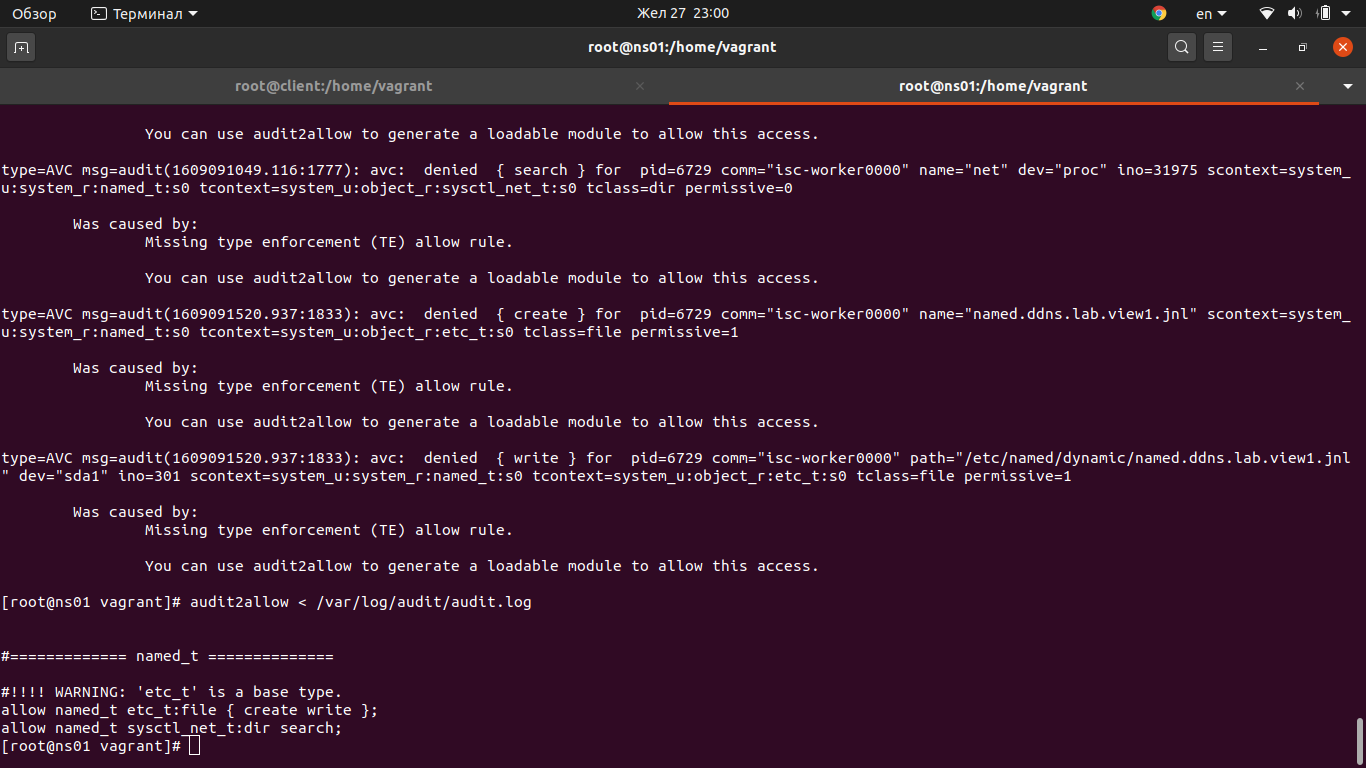 Обзор Терминал Жел 27 23:00 en
root@ns01:/home/vagrant
root@client:/home/vagrant root@ns01:/home/vagrant
You can use audit2allow to generate a loadable module to allow this access.
type=AVC msg=audit(1609091049.116:1777): avc:  denied  { search } for  pid=6729 comm="isc-worker0000" name="net" dev="proc" ino=31975 scontext=system_
u:system_r:named_t:s0 tcontext=system_u:object_r:sysctl_net_t:s0 tclass=dir permissive=0
Was caused by:
Missing type enforcement (TE) allow rule.
You can use audit2allow to generate a loadable module to allow this access.
type=AVC msg=audit(1609091520.937:1833): avc:  denied  { create } for  pid=6729 comm="isc-worker0000" name="named.ddns.lab.view1.jnl" scontext=system_
u:system_r:named_t:s0 tcontext=system_u:object_r:etc_t:s0 tclass=file permissive=1
Was caused by:
Missing type enforcement (TE) allow rule.
You can use audit2allow to generate a loadable module to allow this access.
type=AVC msg=audit(1609091520.937:1833): avc:  denied  { write } for  pid=6729 comm="isc-worker0000" path="/etc/named/dynamic/named.ddns.lab.view1.jnl
" dev="sda1" ino=301 scontext=system_u:system_r:named_t:s0 tcontext=system_u:object_r:etc_t:s0 tclass=file permissive=1
Was caused by:
Missing type enforcement (TE) allow rule.
You can use audit2allow to generate a loadable module to allow this access.
[root@ns01 vagrant]# audit2allow < /var/log/audit/audit.log
#============= named_t ==============
#!!!! WARNING: 'etc_t' is a base type.
allow named_t etc_t:file { create write };
allow named_t sysctl_net_t:dir search;
[root@ns01 vagrant]#